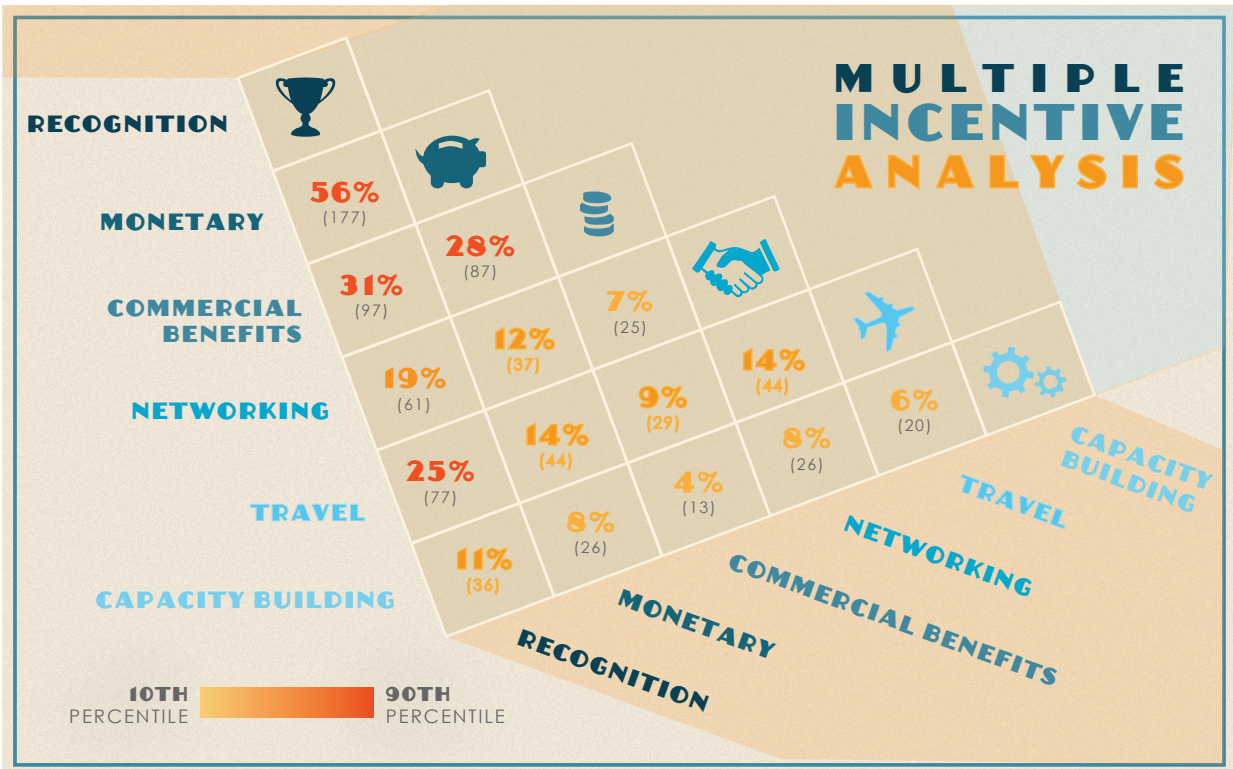 MULTIPLE
INCENTIVE
ANALYSIS
RECOGNITION
MONETARY
56%
(177)
COMMERCIAL
BENEFITS
31%
(97)
28%
(87)
NETWORKING
19%
(61)
12%
(37)
7%
(25)
TRAVEL
25%
(77)
14%
(44)
9%
(29)
14%
(44)
CAPACITY BUILDING
11%
(36)
8%
(26)
4%
(13)
8%
(26)
6%
(20)
RECOGNITION
MONETARY
COMMERCIAL BENEFITS
NETWORKING
TRAVEL
CAPACITY
BUILDING
10TH
PERCENTILE
90TH
PERCENTILE